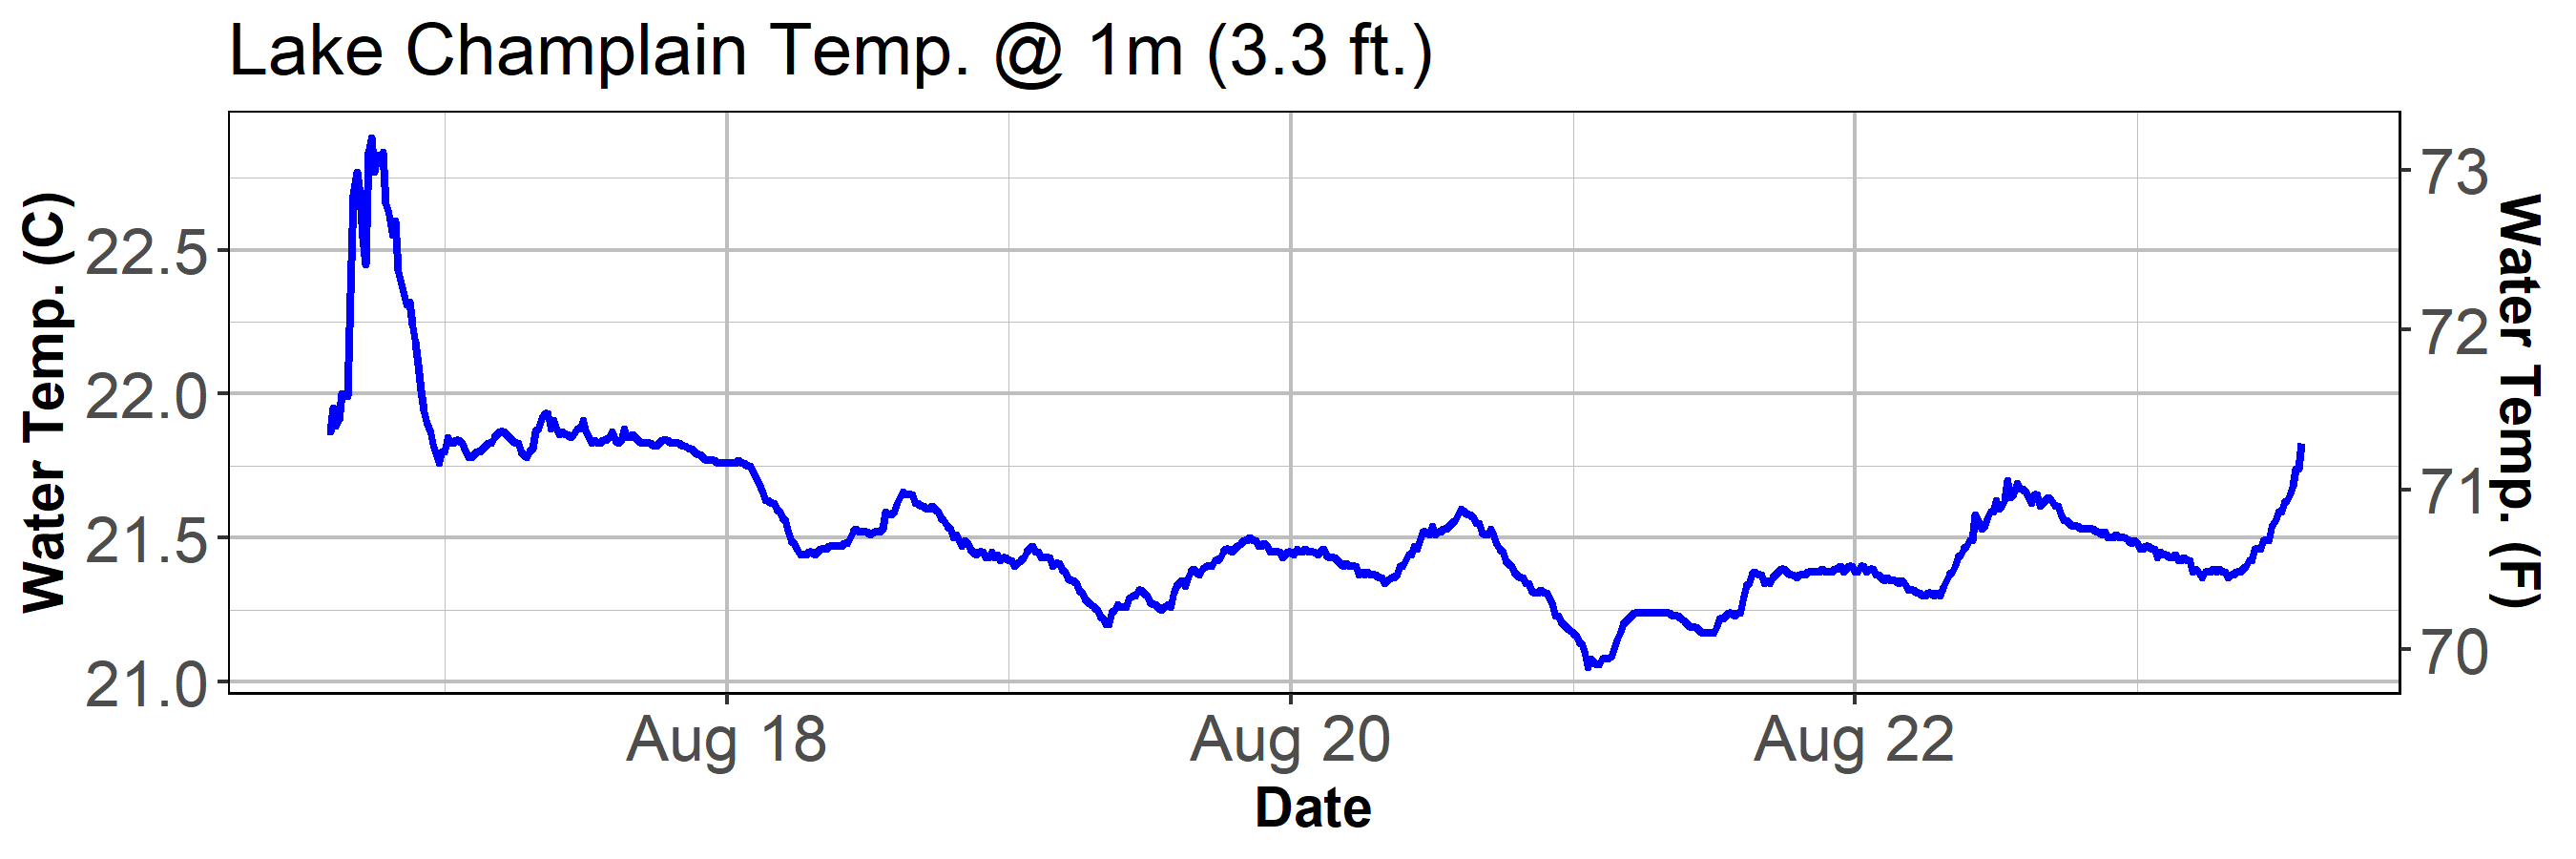 Lake Champlain Temp. @ 1m (3.3 ft.)
Water Temp. (C)
22.5
22.0
21.5
21.0
73
72
71
70
Water Temp. (F)
Aug 18
Aug 20
Aug 22
Date